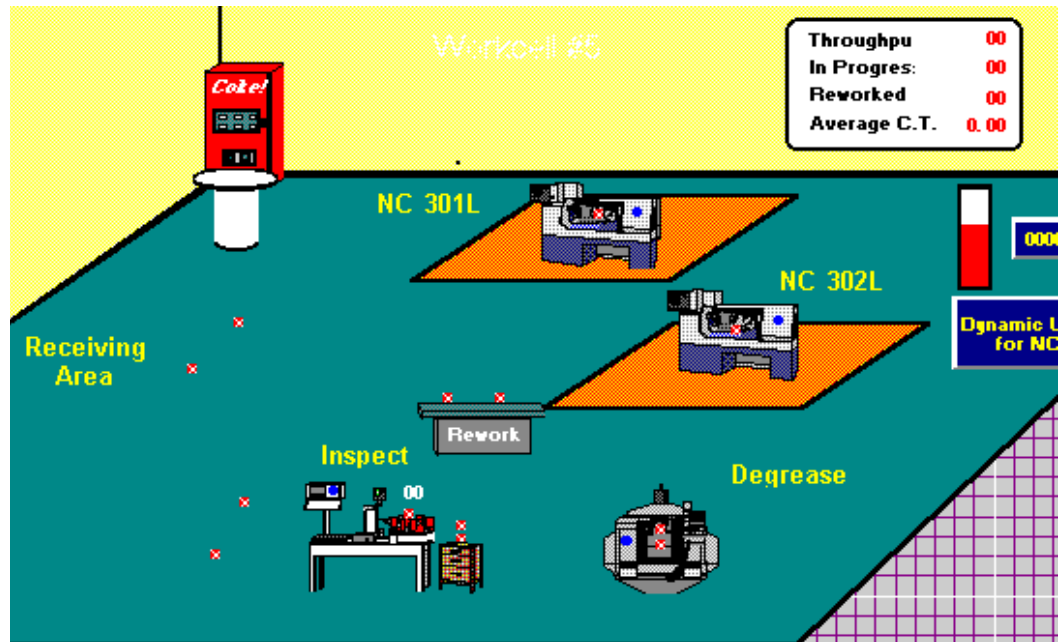 Workcell #5
Throughpu 00
In Progres: 00
Reworked 00
Average C.T. 0.00
Coke!
NC 301L
NC 302L
0000
Dynamic U
for NC
Receiving
Area
Rework
Inspect
00
Degrease